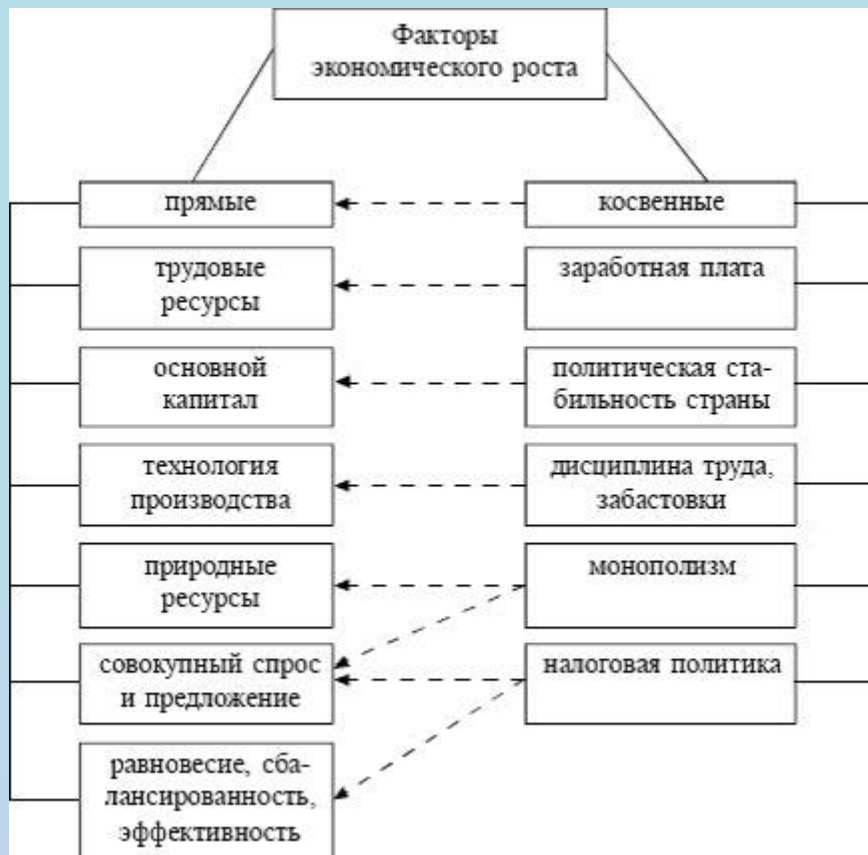 Факторы
экономического роста
прямые
косвенные
трудовые
ресурсы
заработная плата
основной
капитал
политическая ста-
бильность страны
технология
производства
дисциплина труда,
забастовки
природные
ресурсы
монополизм
совокупный спрос
и предложение
налоговая политика
равновесие, сба-
лансированность,
эффективность